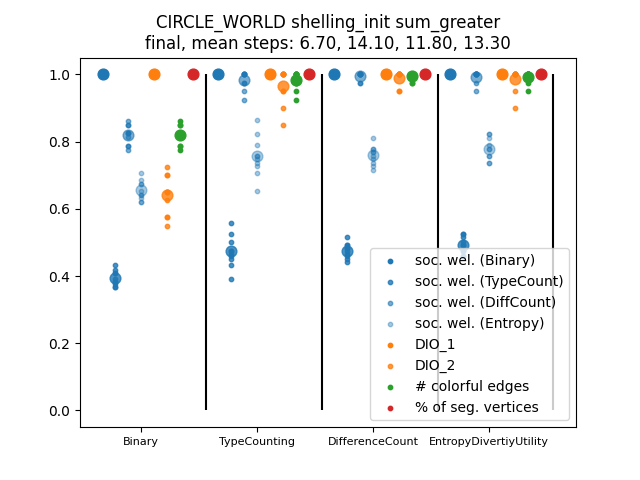 CIRCLE_WORLD shelling_init sum_greater
final, mean steps: 6.70, 14.10, 11.80, 13.30
1.0
0.8
0.6
0.4
0.2
0.0
soc. wel. (Binary)
soc. wel. (TypeCount)
soc. wel. (DiffCount)
soc. wel. (Entropy)
DIO_1
DIO_2
# colorful edges
% of seg. vertices
Binary TypeCounting DifferenceCount EntropyDivertiyUtility